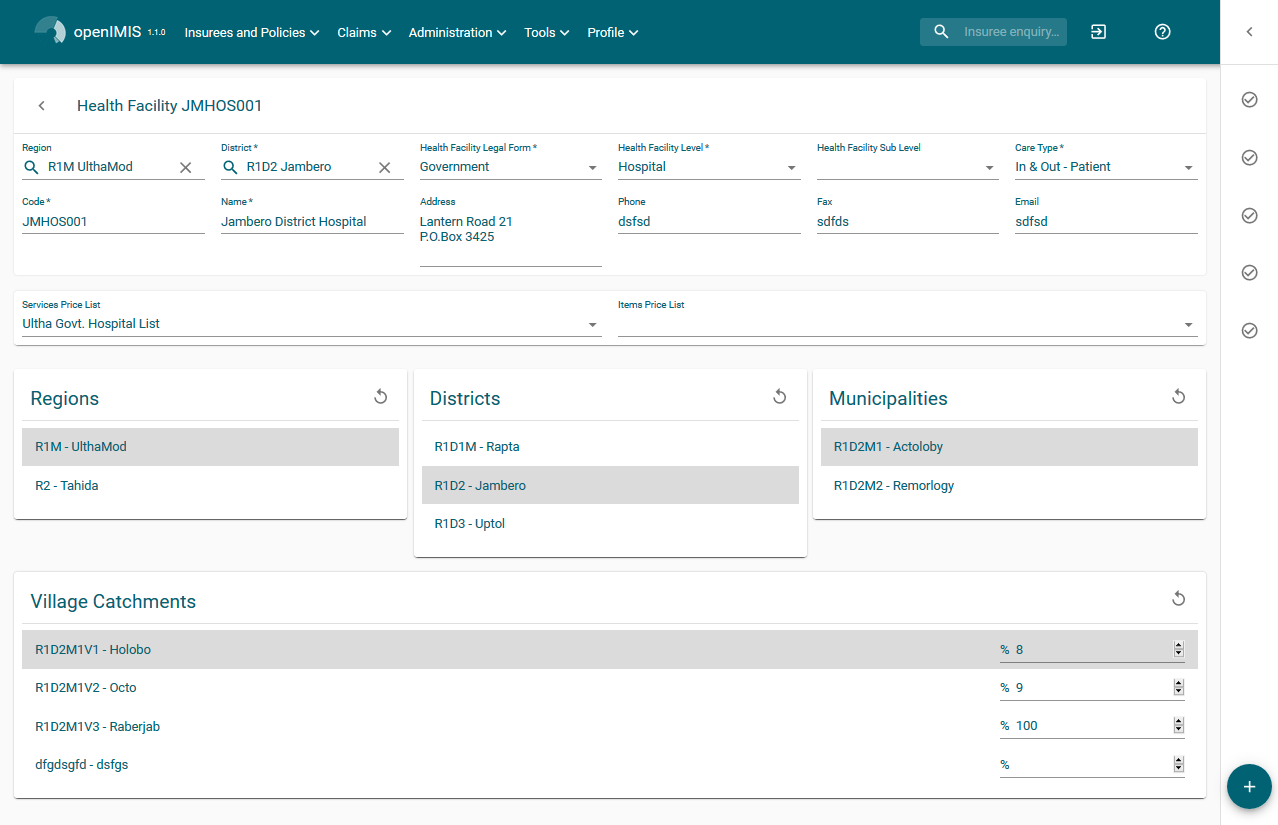 openIMIS 1.1.0 Insurees and Policies Claims Administration Tools Profile Insuree enquiry...
Health Facility JMHOS001
Region District * Health Facility Legal Form * Health Facility Level * Health Facility Sub Level Care Type *
R1M UlthaMod R1D2 Jambero Government Hospital In & Out - Patient
Code * Name * Address Phone Fax Email
JMHOS001 Jambero District Hospital Lantern Road 21 dsfsd sdfds sdfsd
P.O.Box 3425
Services Price List Items Price List
Ultha Govt. Hospital List
Regions Districts Municipalities
R1M - UlthaMod R1D1M - Rapta R1D2M1 - Actoloby
R2 - Tahida R1D2 - Jambero R1D2M2 - Remorlogy
R1D3 - Uptol
Village Catchments
R1D2M1V1 - Holobo % 8
R1D2M1V2 - Octo % 9
R1D2M1V3 - Raberjab % 100
dfgdsgfd - dsfgs %